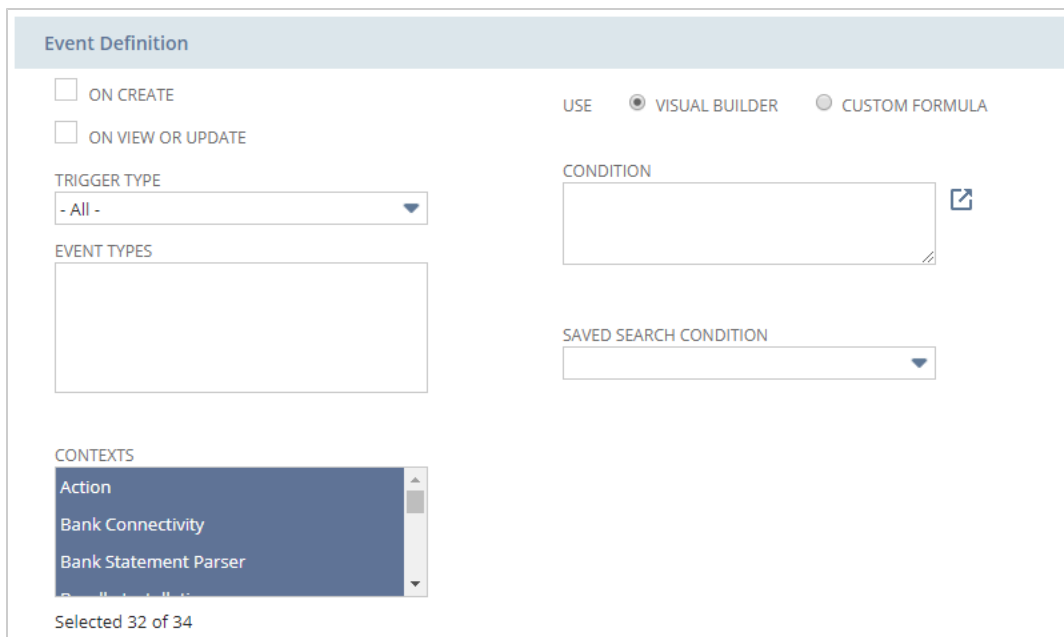 Event Definition
ON CREATE
ON VIEW OR UPDATE
USE VISUAL BUILDER CUSTOM FORMULA
TRIGGER TYPE
- All -
EVENT TYPES
CONDITION
SAVED SEARCH CONDITION
CONTEXTS
Action
Bank Connectivity
Bank Statement Parser
Selected 32 of 34